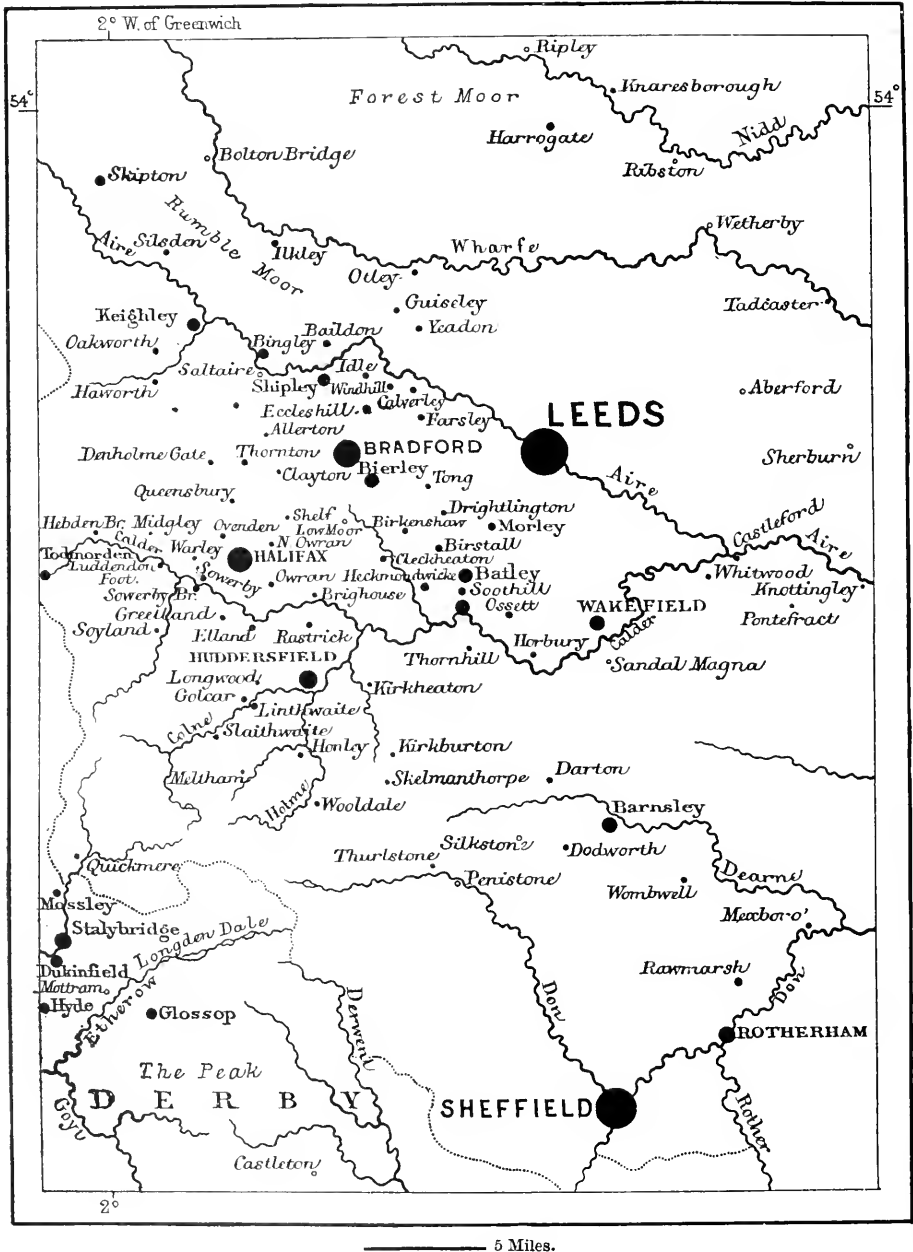 2° W. of Greenwich
Ripley
54°
Forest Moor
Knaresborough
54°
Harrogate
Nidd
Bolton Bridge
Ribston
Skipton
Rumble Moor
Wetherby
Aire
Silsden
Ilkley
Wharfe
Otley
Guiseley
Tadcaster
Keighley
Baildon
Yeadon
Oakworth
Bingley
Saltaire
Idle
Shipley
Windhill
Haworth
Calverley
Aberford
Eccleshill
Farsley
LEEDS
Allerton
Denholme Gate
Thornton
BRADFORD
Sherburn
Clayton
Bierley
Tong
Aire
Queensbury
Shelf
Drightlington
Hebden Br.
Midgley
Ovenden
Low Moor
Birkenshaw
Morley
Castleford
Calder
N. Owran
Birstall
Aire
Todmorden
Warley
HALIFAX
Cleckheaton
Luddendon
Foot.
Sowerby
Owran
Heckmondwicke
Batley
Whitwood
Sowerby Br.
Brighouse
Soothill
Knottingley
Greetland
Ossett
WAKEFIELD
Pontefract
Soyland
Elland
Rastrick
Horbury
Calder
HUDDERSFIELD
Thornhill
Sandal Magna
Longwood
Kirkheaton
Golcar
Linthwaite
Colne
Slaithwaite
Honley
Kirkburton
Meltham
Skelmanthorpe
Darton
Holme
Wooldale
Barnsley
Silkstone
Quickmere
Thurlstone
Dodworth
Penistone
Wombwell
Dearne
Mossley
Mexboro'
Stalybridge
Longden Dale
Dukinfield
Rawmarsh
Mottram
Don
Don
Hyde
Etherow
Glossop
Derwent
ROTHERHAM
The Peak
DERBY
SHEFFIELD
Goyt
Rother
Castleton
2°
5 Miles.